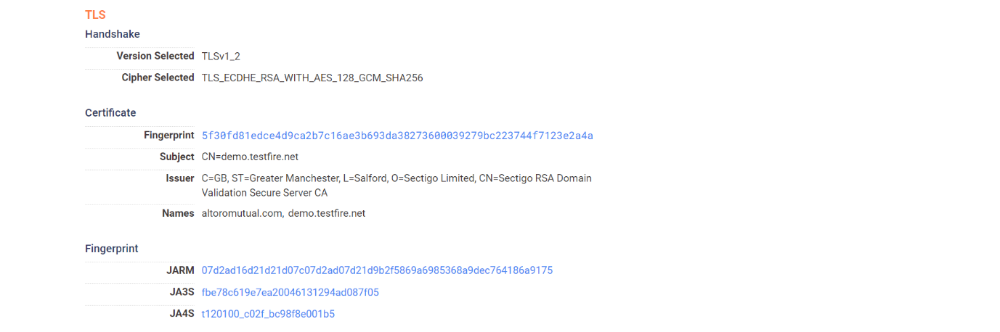 TLS
Handshake
Version Selected TLSv1_2
Cipher Selected TLS_ECDHE_RSA_WITH_AES_128_GCM_SHA256
Certificate
Fingerprint 5f30fd81edce4d9ca2b7c16ae3b693da38273600039279bc223744f7123e2a4a
Subject CN=demo.testfire.net
Issuer C=GB, ST=Greater Manchester, L=Salford, O=Sectigo Limited, CN=Sectigo RSA Domain
Validation Secure Server CA
Names altoromutual.com, demo.testfire.net
Fingerprint
JARM 07d2ad16d21d21d07c07d2ad07d21d9b2f5869a6985368a9dec764186a9175
JA3S fbe78c619e7ea20046131294ad087f05
JA4S t120100_c02f_bc98f8e001b5